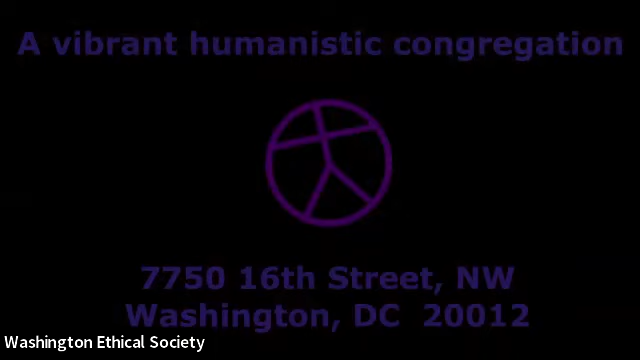 A vibrant humanistic congregation
7750 16th Street, NW
Washington, DC  20012
Washington Ethical Society